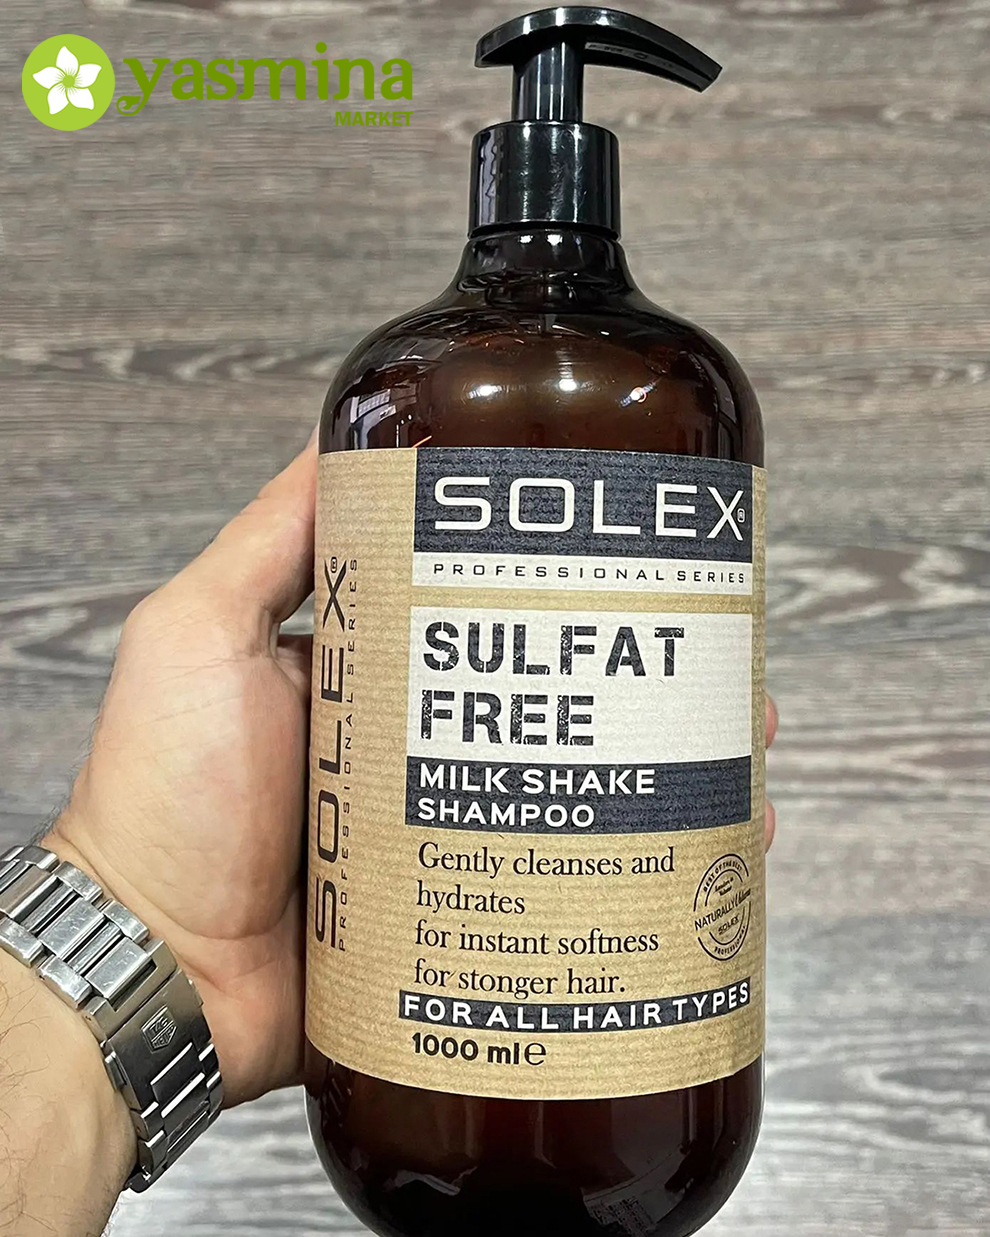 yasmina
MARKET
SOLEX®
PROFESSIONAL SERIES
SOLEX®
PROFESSIONAL SERIES
SULFAT
FREE
MILK SHAKE
SHAMPOO
Gently cleanses and
hydrates
for instant softness
for stonger hair.
NATURALLY
SOLEX
PROFESSIONAL
FOR ALL HAIR TYPES
1000 ml e